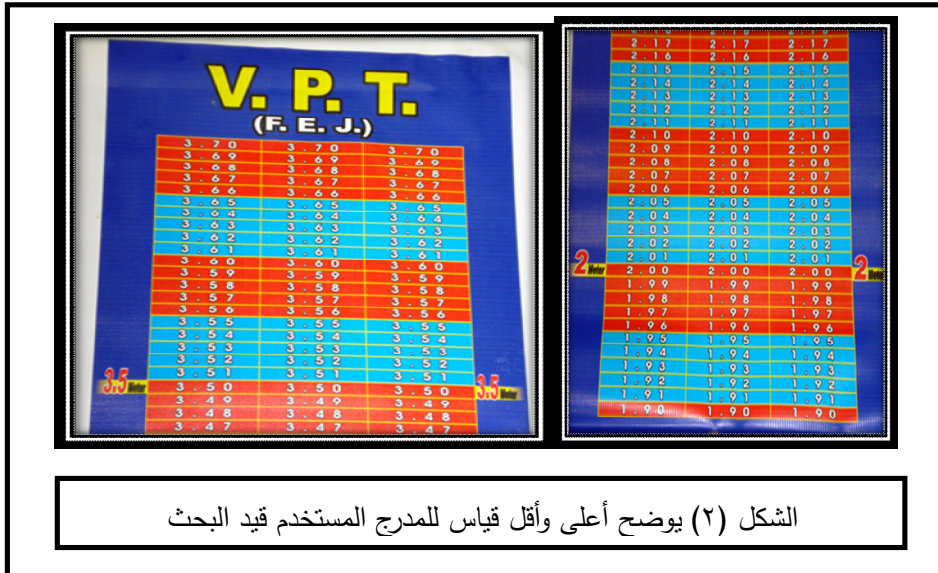 V. P. T.
(F. E. J.)
3.70 3.70 3.70
3.69 3.69 3.69
3.68 3.68 3.68
3.67 3.67 3.67
3.66 3.66 3.66
3.65 3.65 3.65
3.64 3.64 3.64
3.63 3.63 3.63
3.62 3.62 3.62
3.61 3.61 3.61
3.60 3.60 3.60
3.59 3.59 3.59
3.58 3.58 3.58
3.57 3.57 3.57
3.56 3.56 3.56
3.55 3.55 3.55
3.54 3.54 3.54
3.53 3.53 3.53
3.52 3.52 3.52
3.51 3.51 3.51
3.5 Meter 3.50 3.50 3.50 3.5 Meter
3.49 3.49 3.49
3.48 3.48 3.48
3.47 3.47 3.47
2.17 2.17 2.17
2.16 2.16 2.16
2.15 2.15 2.15
2.14 2.14 2.14
2.13 2.13 2.13
2.12 2.12 2.12
2.11 2.11 2.11
2.10 2.10 2.10
2.09 2.09 2.09
2.08 2.08 2.08
2.07 2.07 2.07
2.06 2.06 2.06
2.05 2.05 2.05
2.04 2.04 2.04
2.03 2.03 2.03
2.02 2.02 2.02
2.01 2.01 2.01
2 Meter 2.00 2.00 2.00 2 Meter
1.99 1.99 1.99
1.98 1.98 1.98
1.97 1.97 1.97
1.96 1.96 1.96
1.95 1.95 1.95
1.94 1.94 1.94
1.93 1.93 1.93
1.92 1.92 1.92
1.91 1.91 1.91
1.90 1.90 1.90
الشكل (٢) يوضح أعلى وأقل قياس للمدرج المستخدم قيد البحث